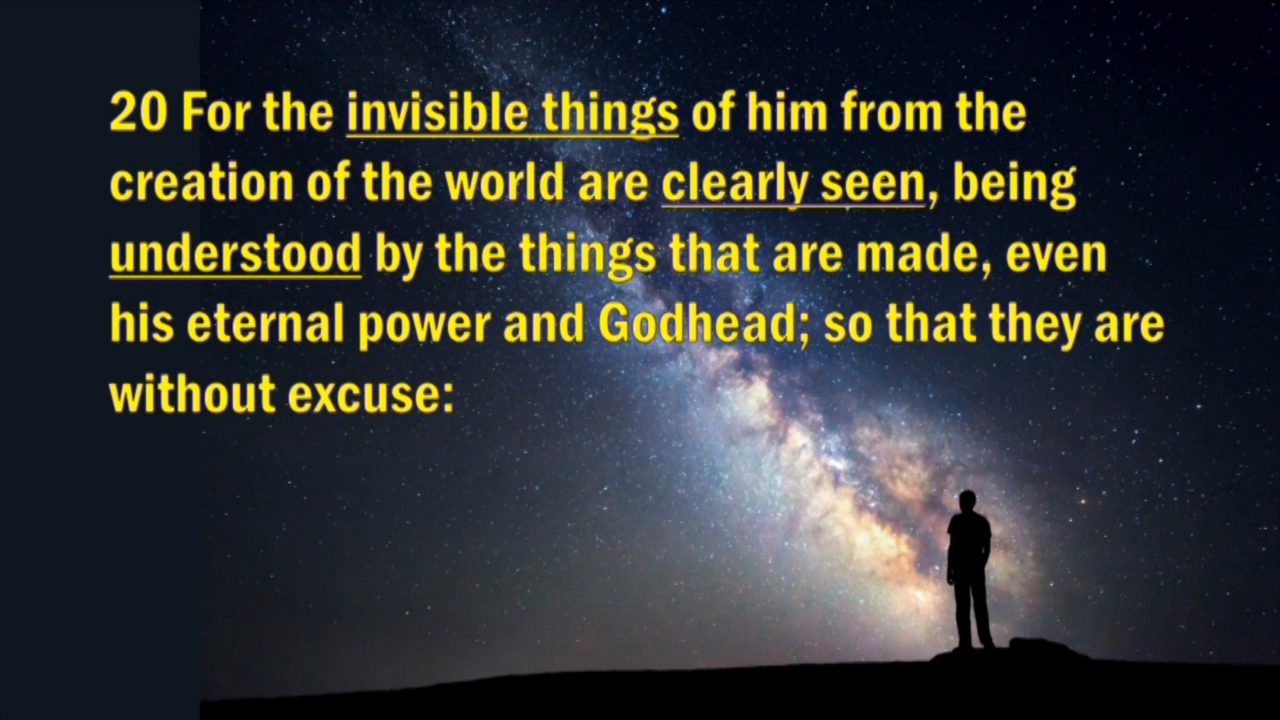 20 For the invisible things of him from the
creation of the world are clearly seen, being
understood by the things that are made, even
his eternal power and Godhead; so that they are
without excuse: